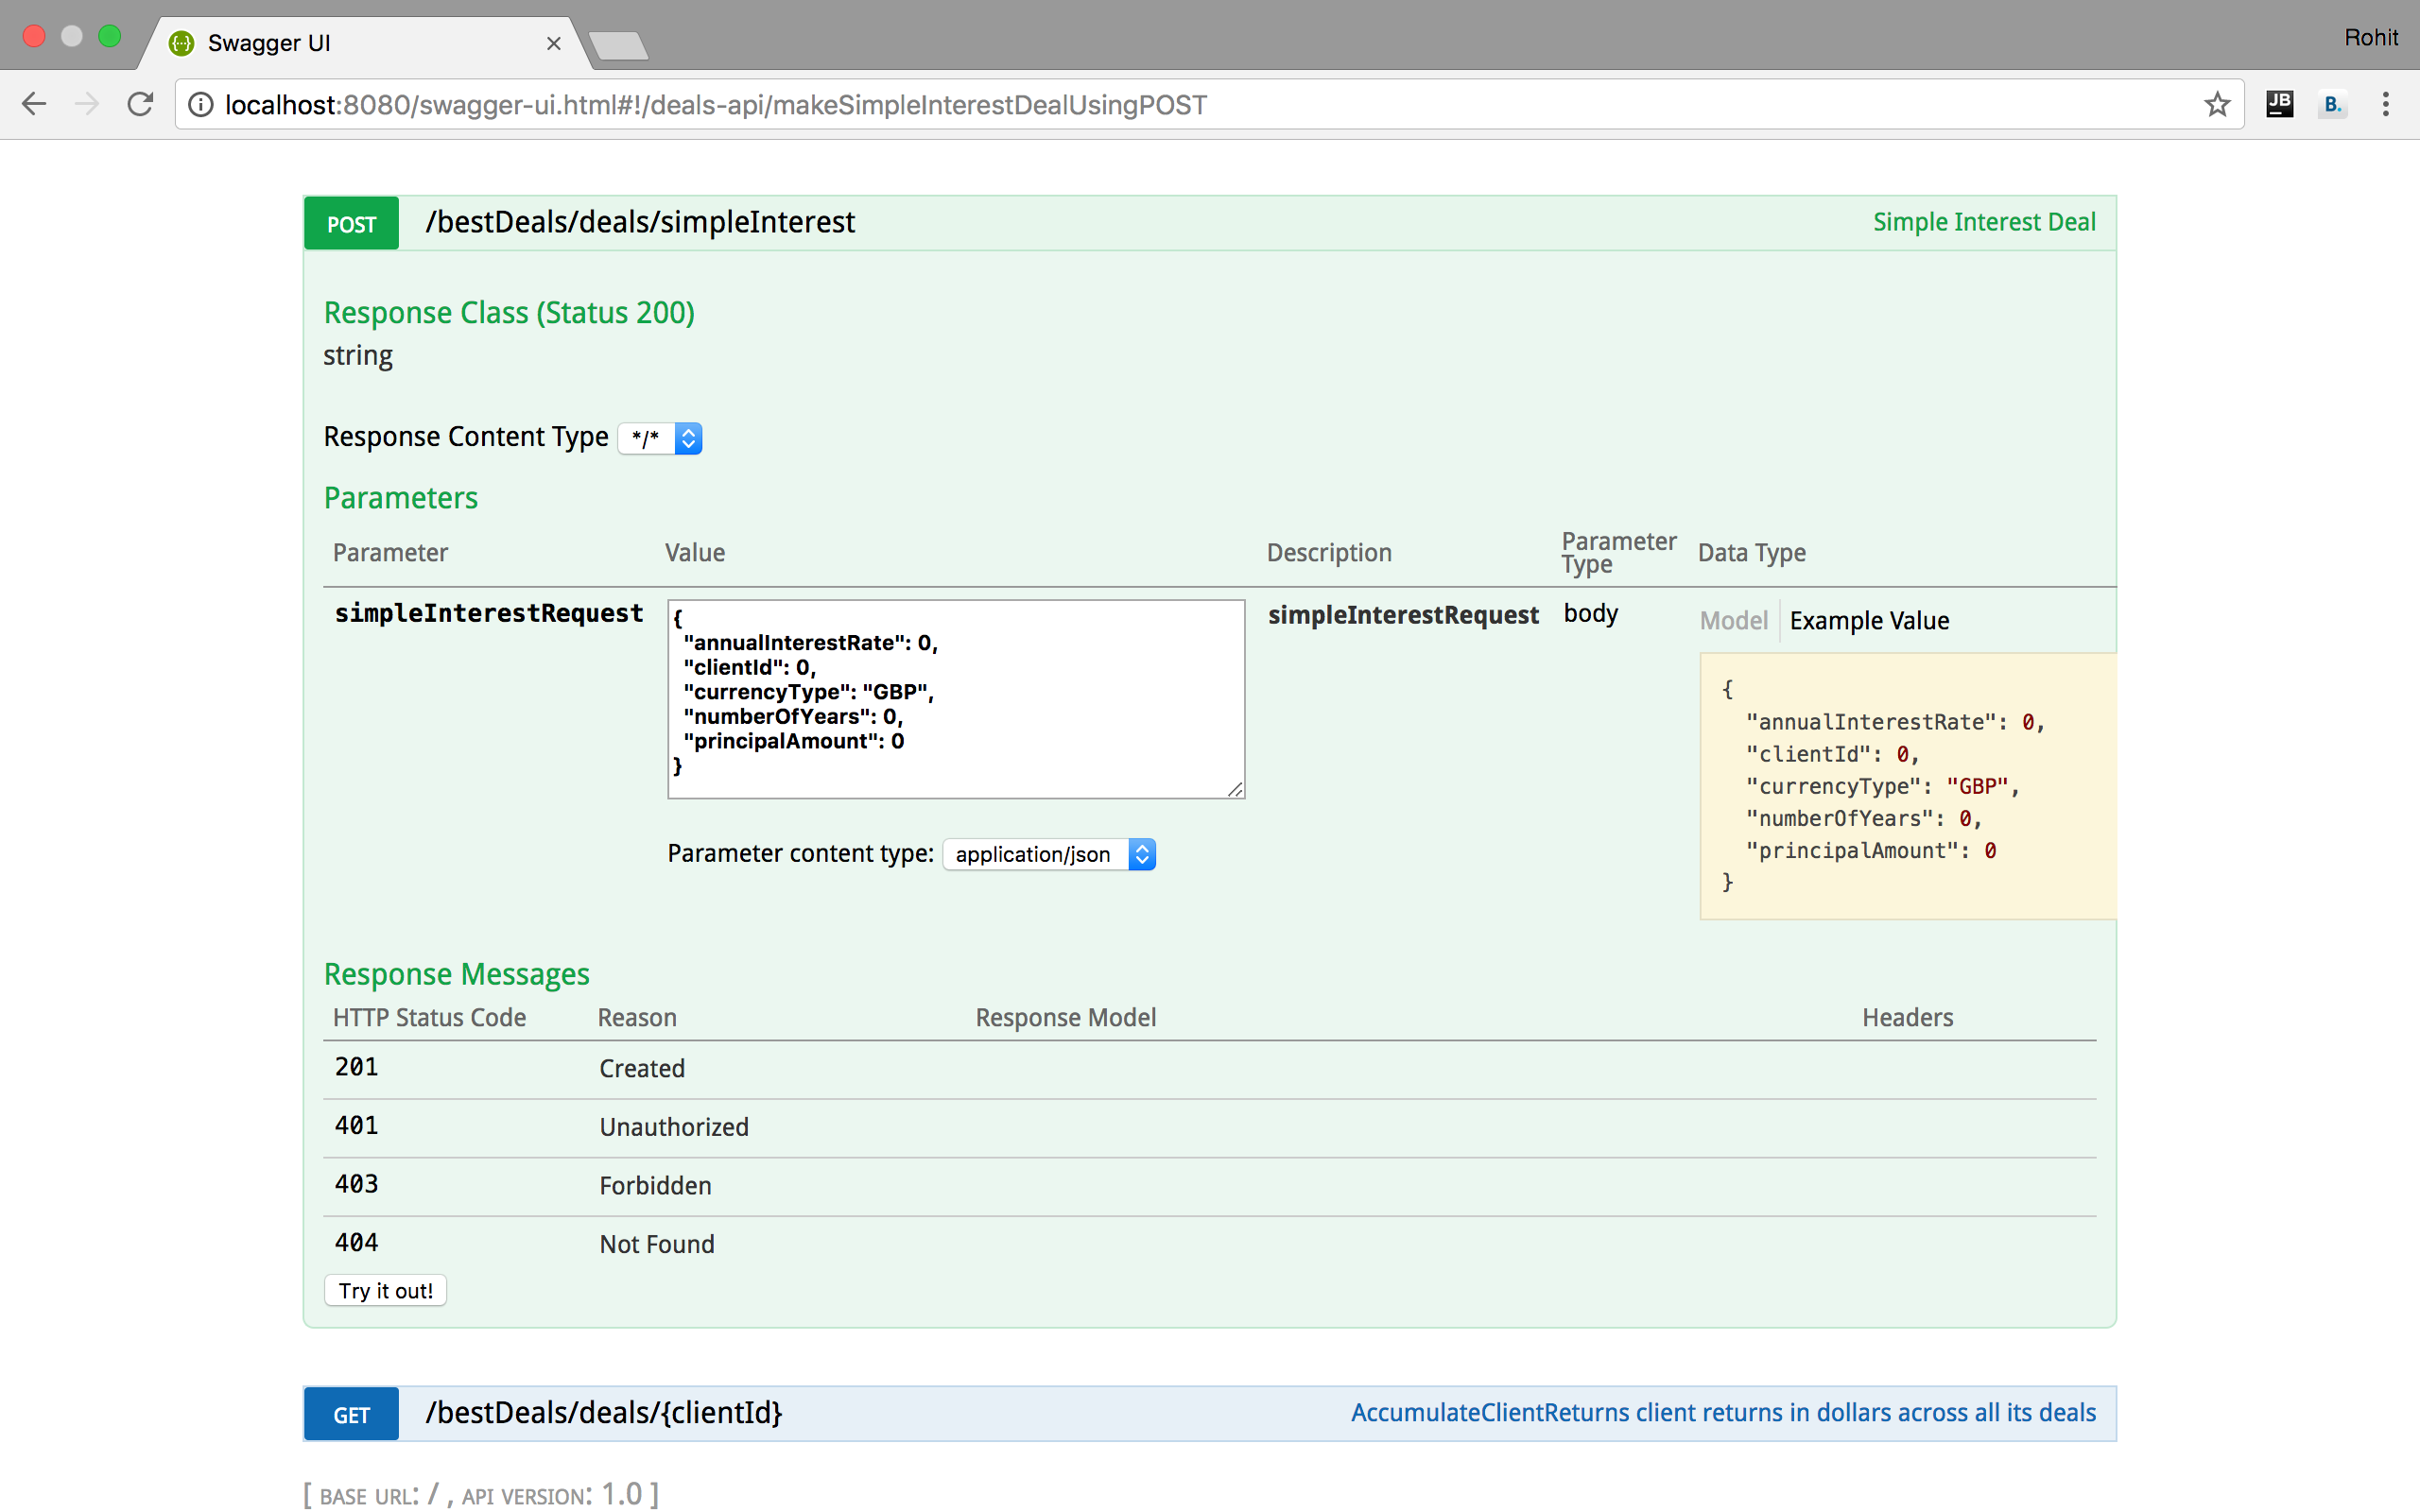 Swagger UI
Rohit
localhost:8080/swagger-ui.html#!/deals-api/makeSimpleInterestDealUsingPOST
JB
B.
POST /bestDeals/deals/simpleInterest Simple Interest Deal
Response Class (Status 200)
string
Response Content Type */*
Parameters
Parameter Value Description Parameter Type Data Type
simpleInterestRequest
{
"annualInterestRate": 0,
"clientId": 0,
"currencyType": "GBP",
"numberOfYears": 0,
"principalAmount": 0
}
Parameter content type: application/json
simpleInterestRequest
body
Model Example Value
{
"annualInterestRate": 0,
"clientId": 0,
"currencyType": "GBP",
"numberOfYears": 0,
"principalAmount": 0
}
Response Messages
HTTP Status Code Reason Response Model Headers
201 Created
401 Unauthorized
403 Forbidden
404 Not Found
Try it out!
GET /bestDeals/deals/{clientId} AccumulateClientReturns client returns in dollars across all its deals
[ BASE URL: / , API VERSION: 1.0 ]